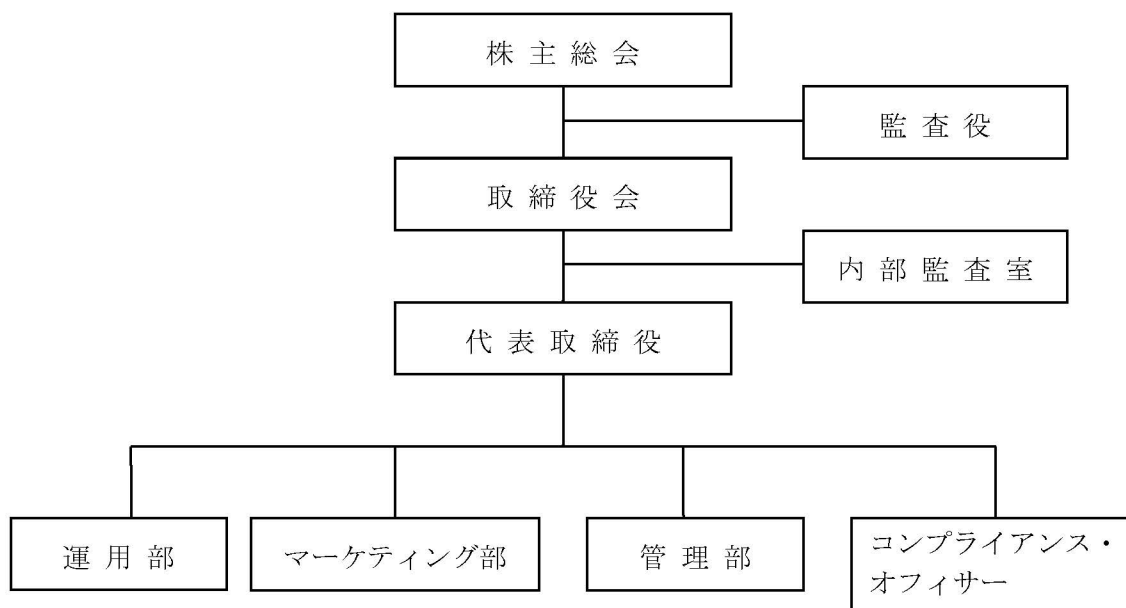 株主総会
監査役
取締役会
内部監査室
代表取締役
運用部
マーケティング部
管理部
コンプライアンス・
オフィサー